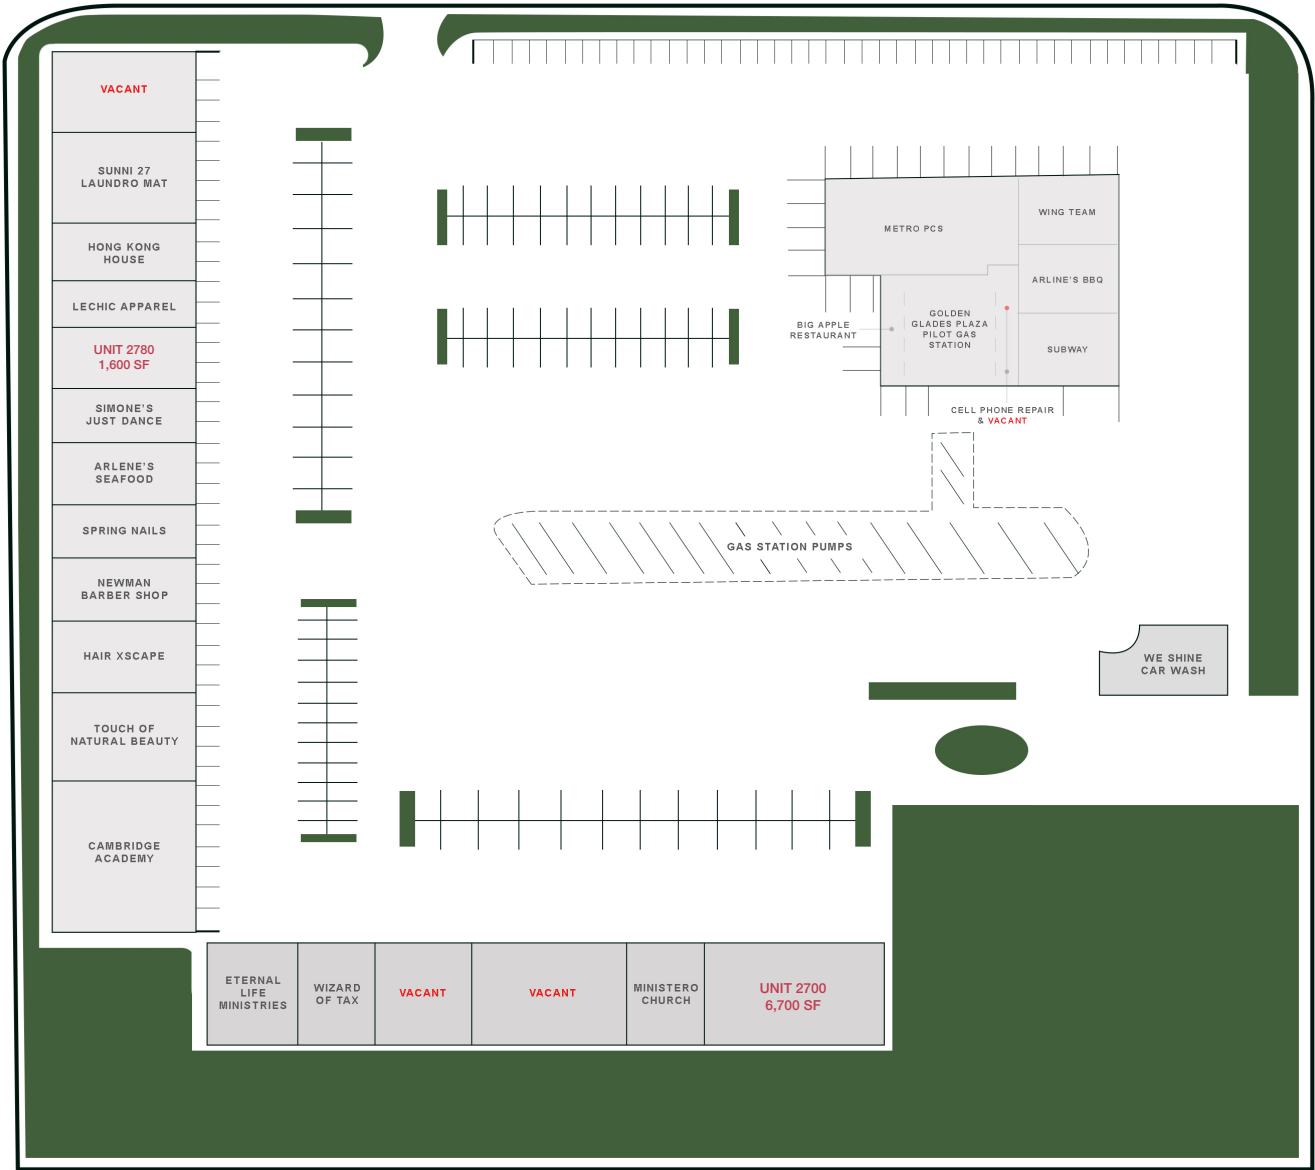 VACANT
SUNNI 27
LAUNDRO MAT
HONG KONG
HOUSE
LECHIC APPAREL
UNIT 2780
1,600 SF
SIMONE'S
JUST DANCE
ARLENE'S
SEAFOOD
SPRING NAILS
NEWMAN
BARBER SHOP
HAIR XSCAPE
TOUCH OF
NATURAL BEAUTY
CAMBRIDGE
ACADEMY
METRO PCS
WING TEAM
ARLINE'S BBQ
SUBWAY
BIG APPLE
RESTAURANT
GOLDEN
GLADES PLAZA
PILOT GAS
STATION
CELL PHONE REPAIR
& VACANT
GAS STATION PUMPS
WE SHINE
CAR WASH
ETERNAL
LIFE
MINISTRIES
WIZARD
OF TAX
VACANT
VACANT
MINISTERO
CHURCH
UNIT 2700
6,700 SF